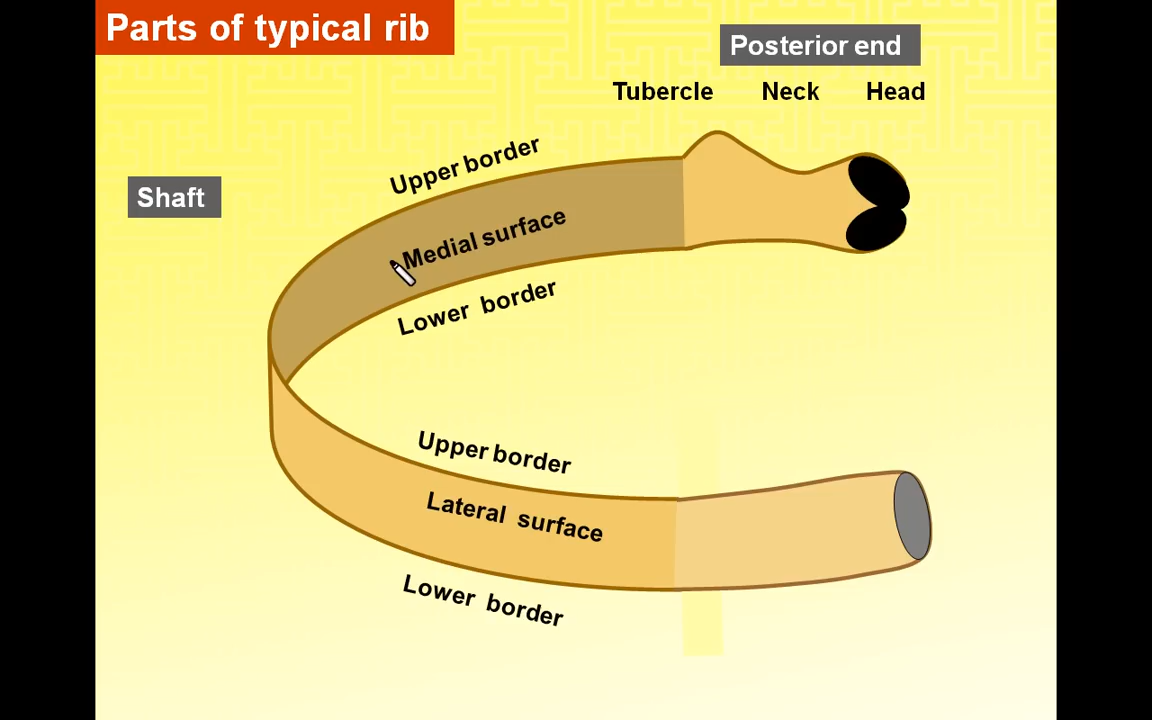 Parts of typical rib
Posterior end
Tubercle Neck Head
Upper border
Shaft
Medial surface
Lower border
Upper border
Lateral surface
Lower border